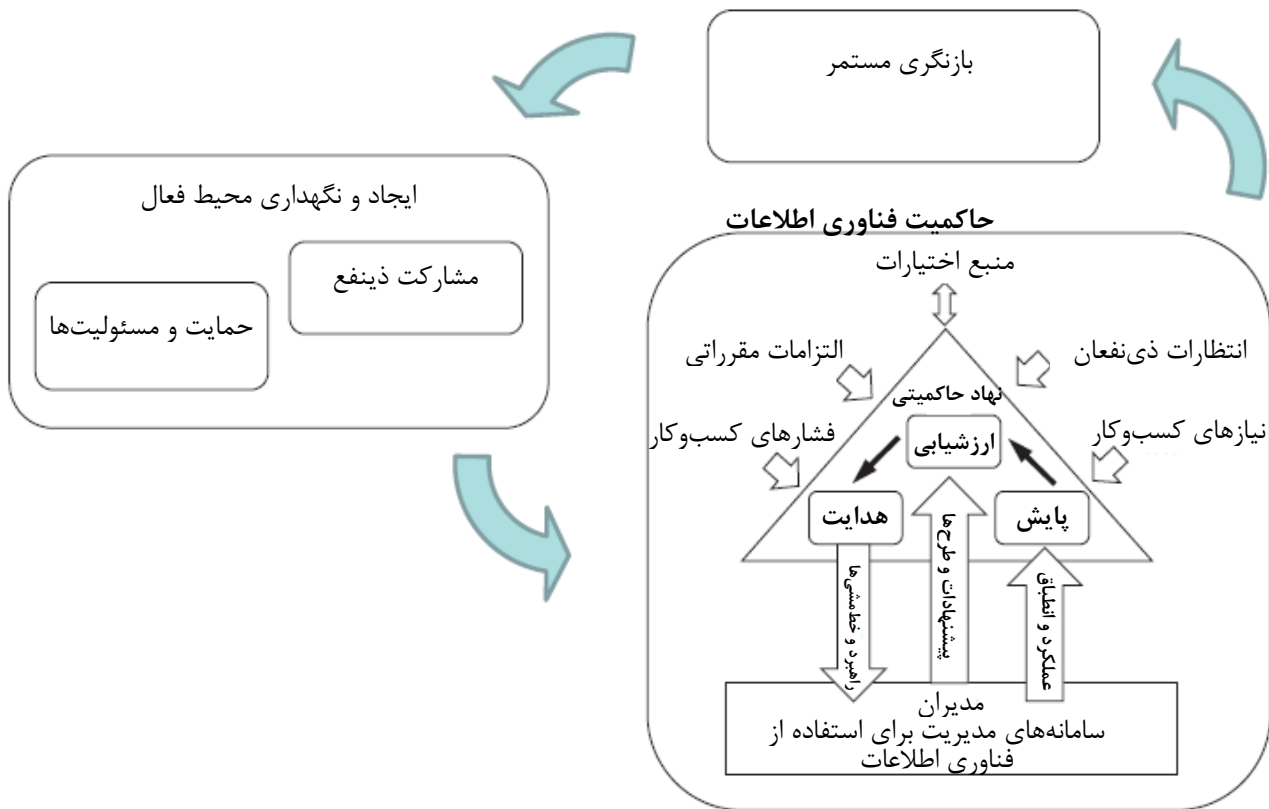 بازنگری مستمر
ایجاد و نگهداری محیط فعال
مشارکت ذینفع
حمایت و مسئولیت‌ها
حاکمیت فناوری اطلاعات
منبع اختیارات
التزامات مقرراتی
انتظارات ذی‌نفعان
نهاد حاکمیتی
فشارهای کسب‌وکار
نیازهای کسب‌وکار
ارزشیابی
هدایت
پایش
راهبرد و خط‌مشی‌ها
پیشنهادات و طرح‌ها
عملکرد و انطباق
مدیران
سامانه‌های مدیریت برای استفاده از
فناوری اطلاعات